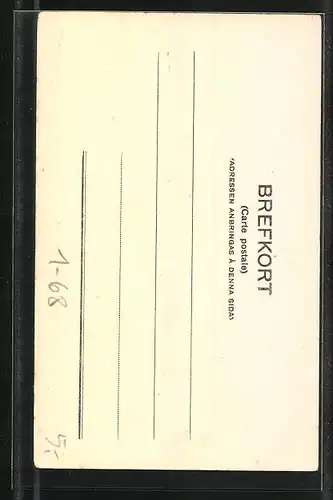 BREFKORT
(Carte postale)
(ADRESSEN ANBRINGAS Å DENNA SIDA)
1-68
5:-